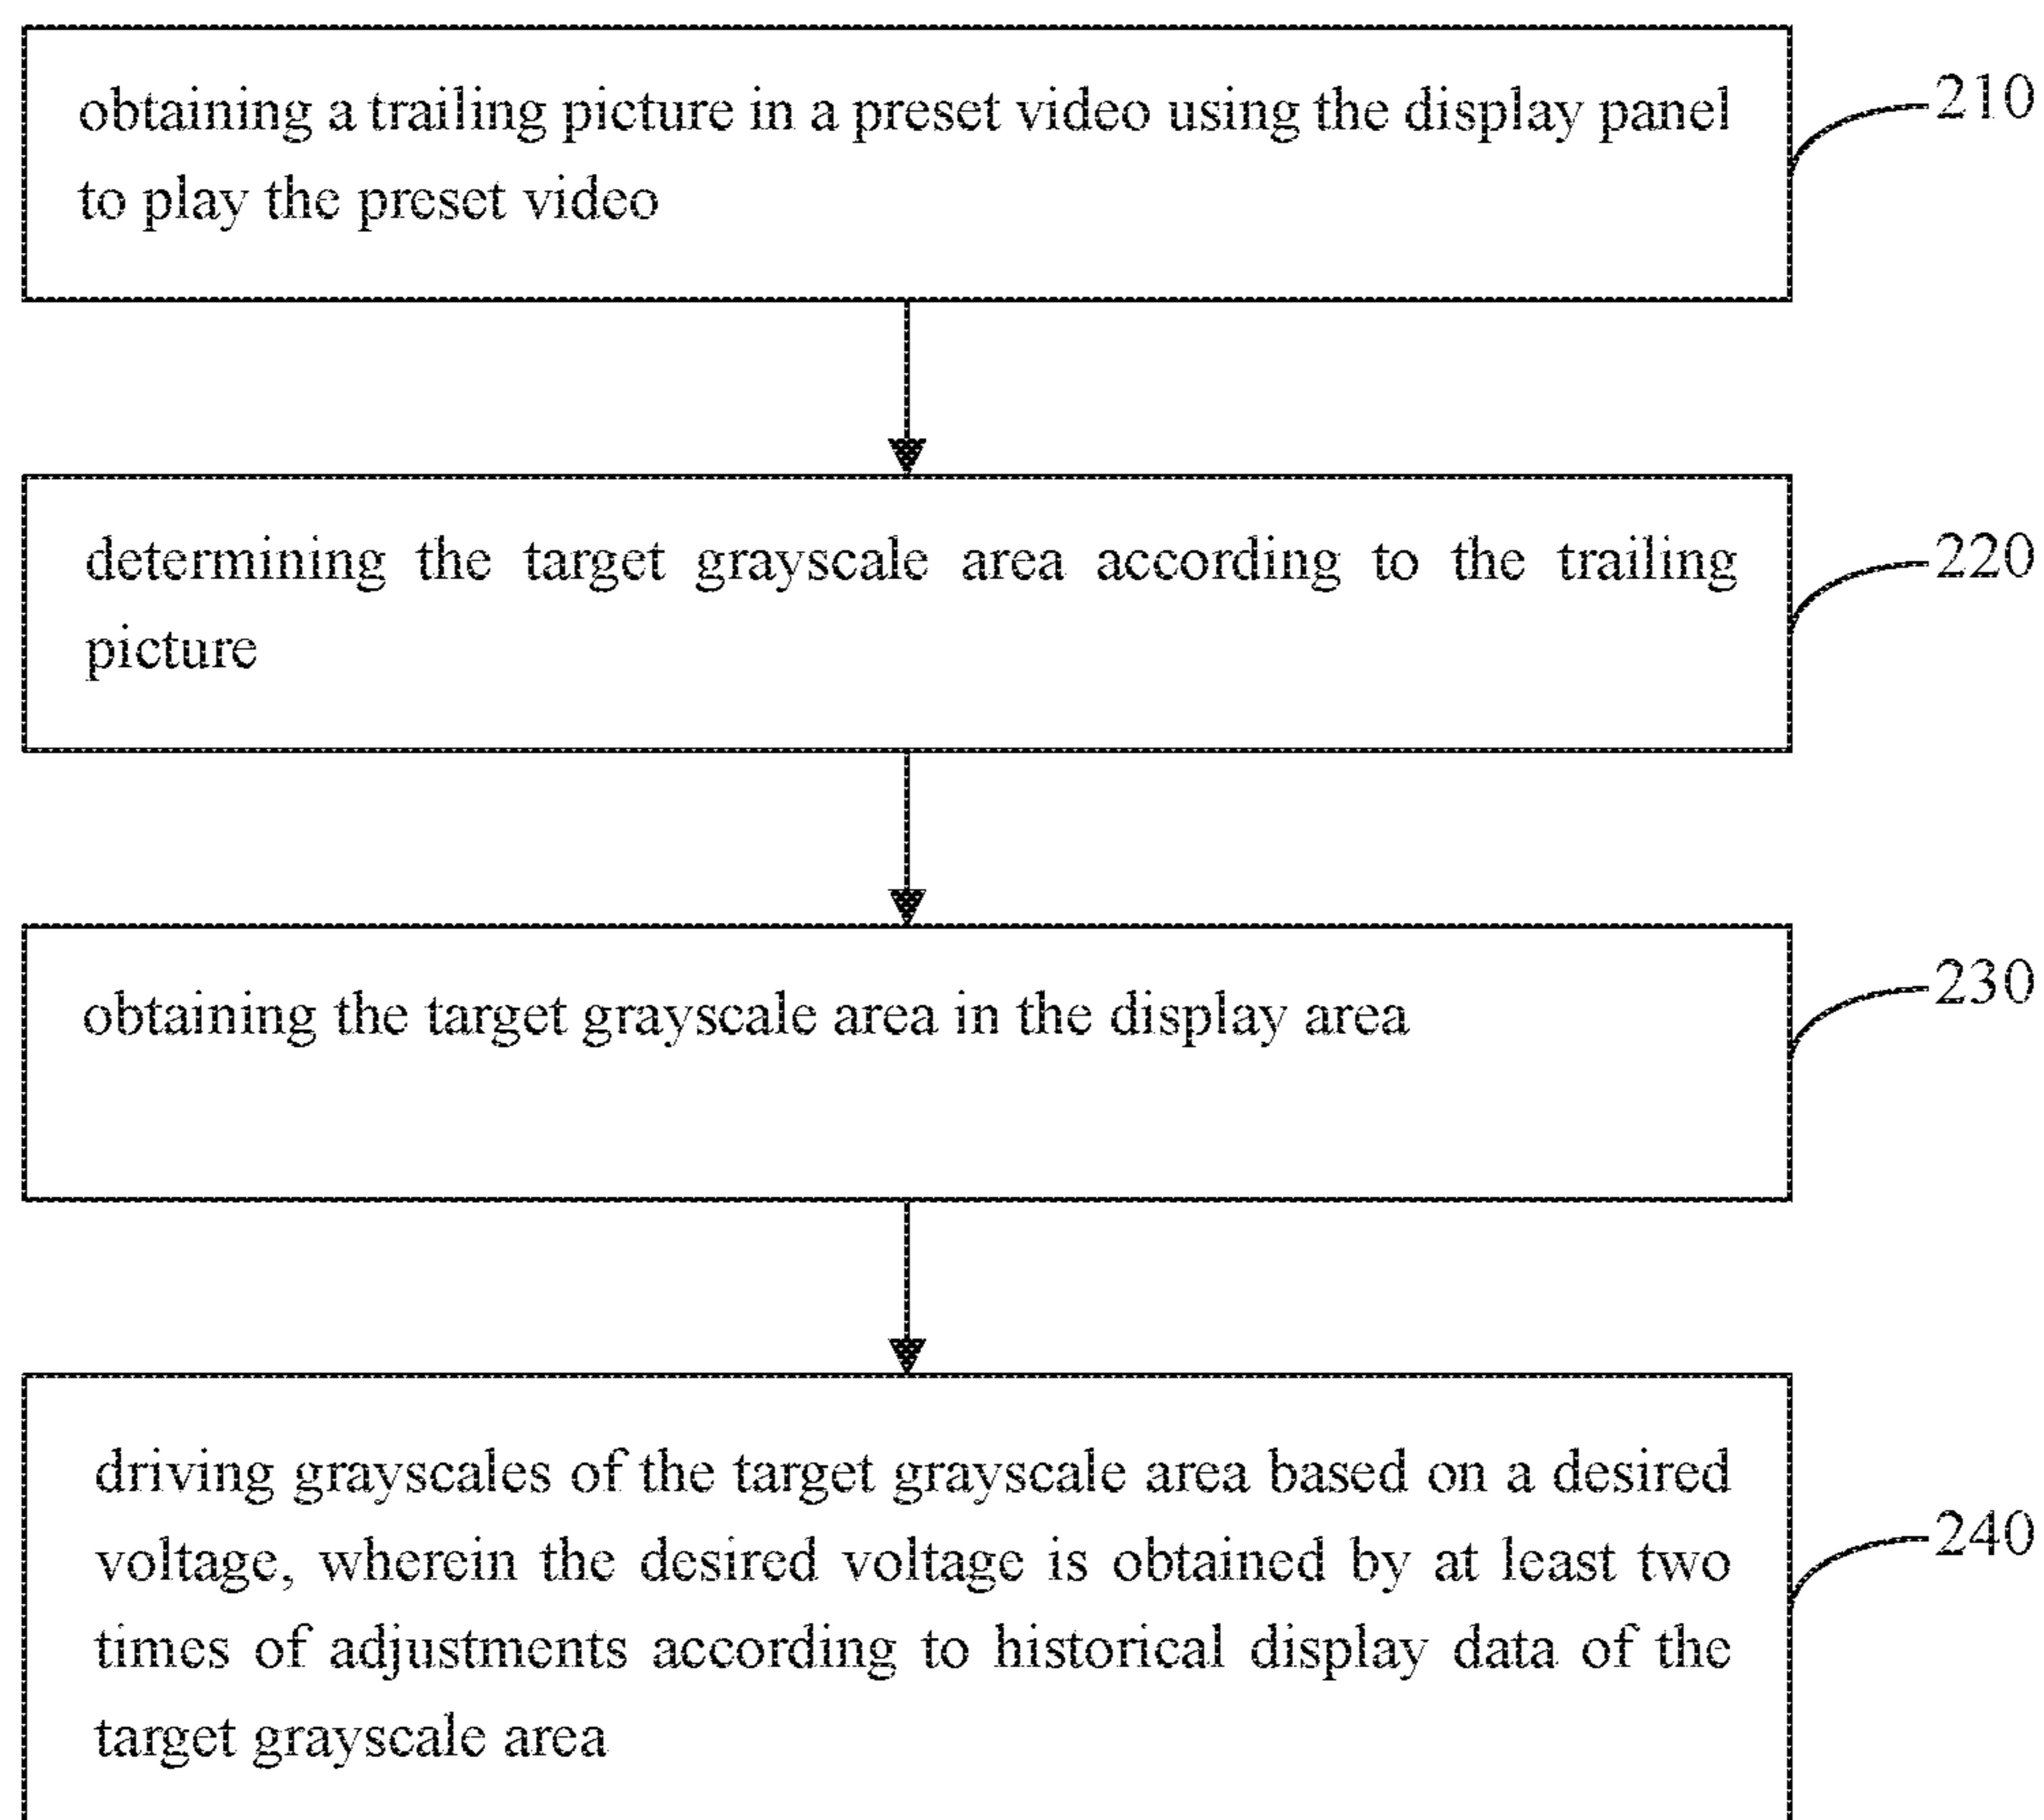 obtaining a trailing picture in a preset video using the display panel
to play the preset video
210
determining the target grayscale area according to the trailing
picture
220
obtaining the target grayscale area in the display area
230
driving grayscales of the target grayscale area based on a desired
voltage, wherein the desired voltage is obtained by at least two
times of adjustments according to historical display data of the
target grayscale area
240